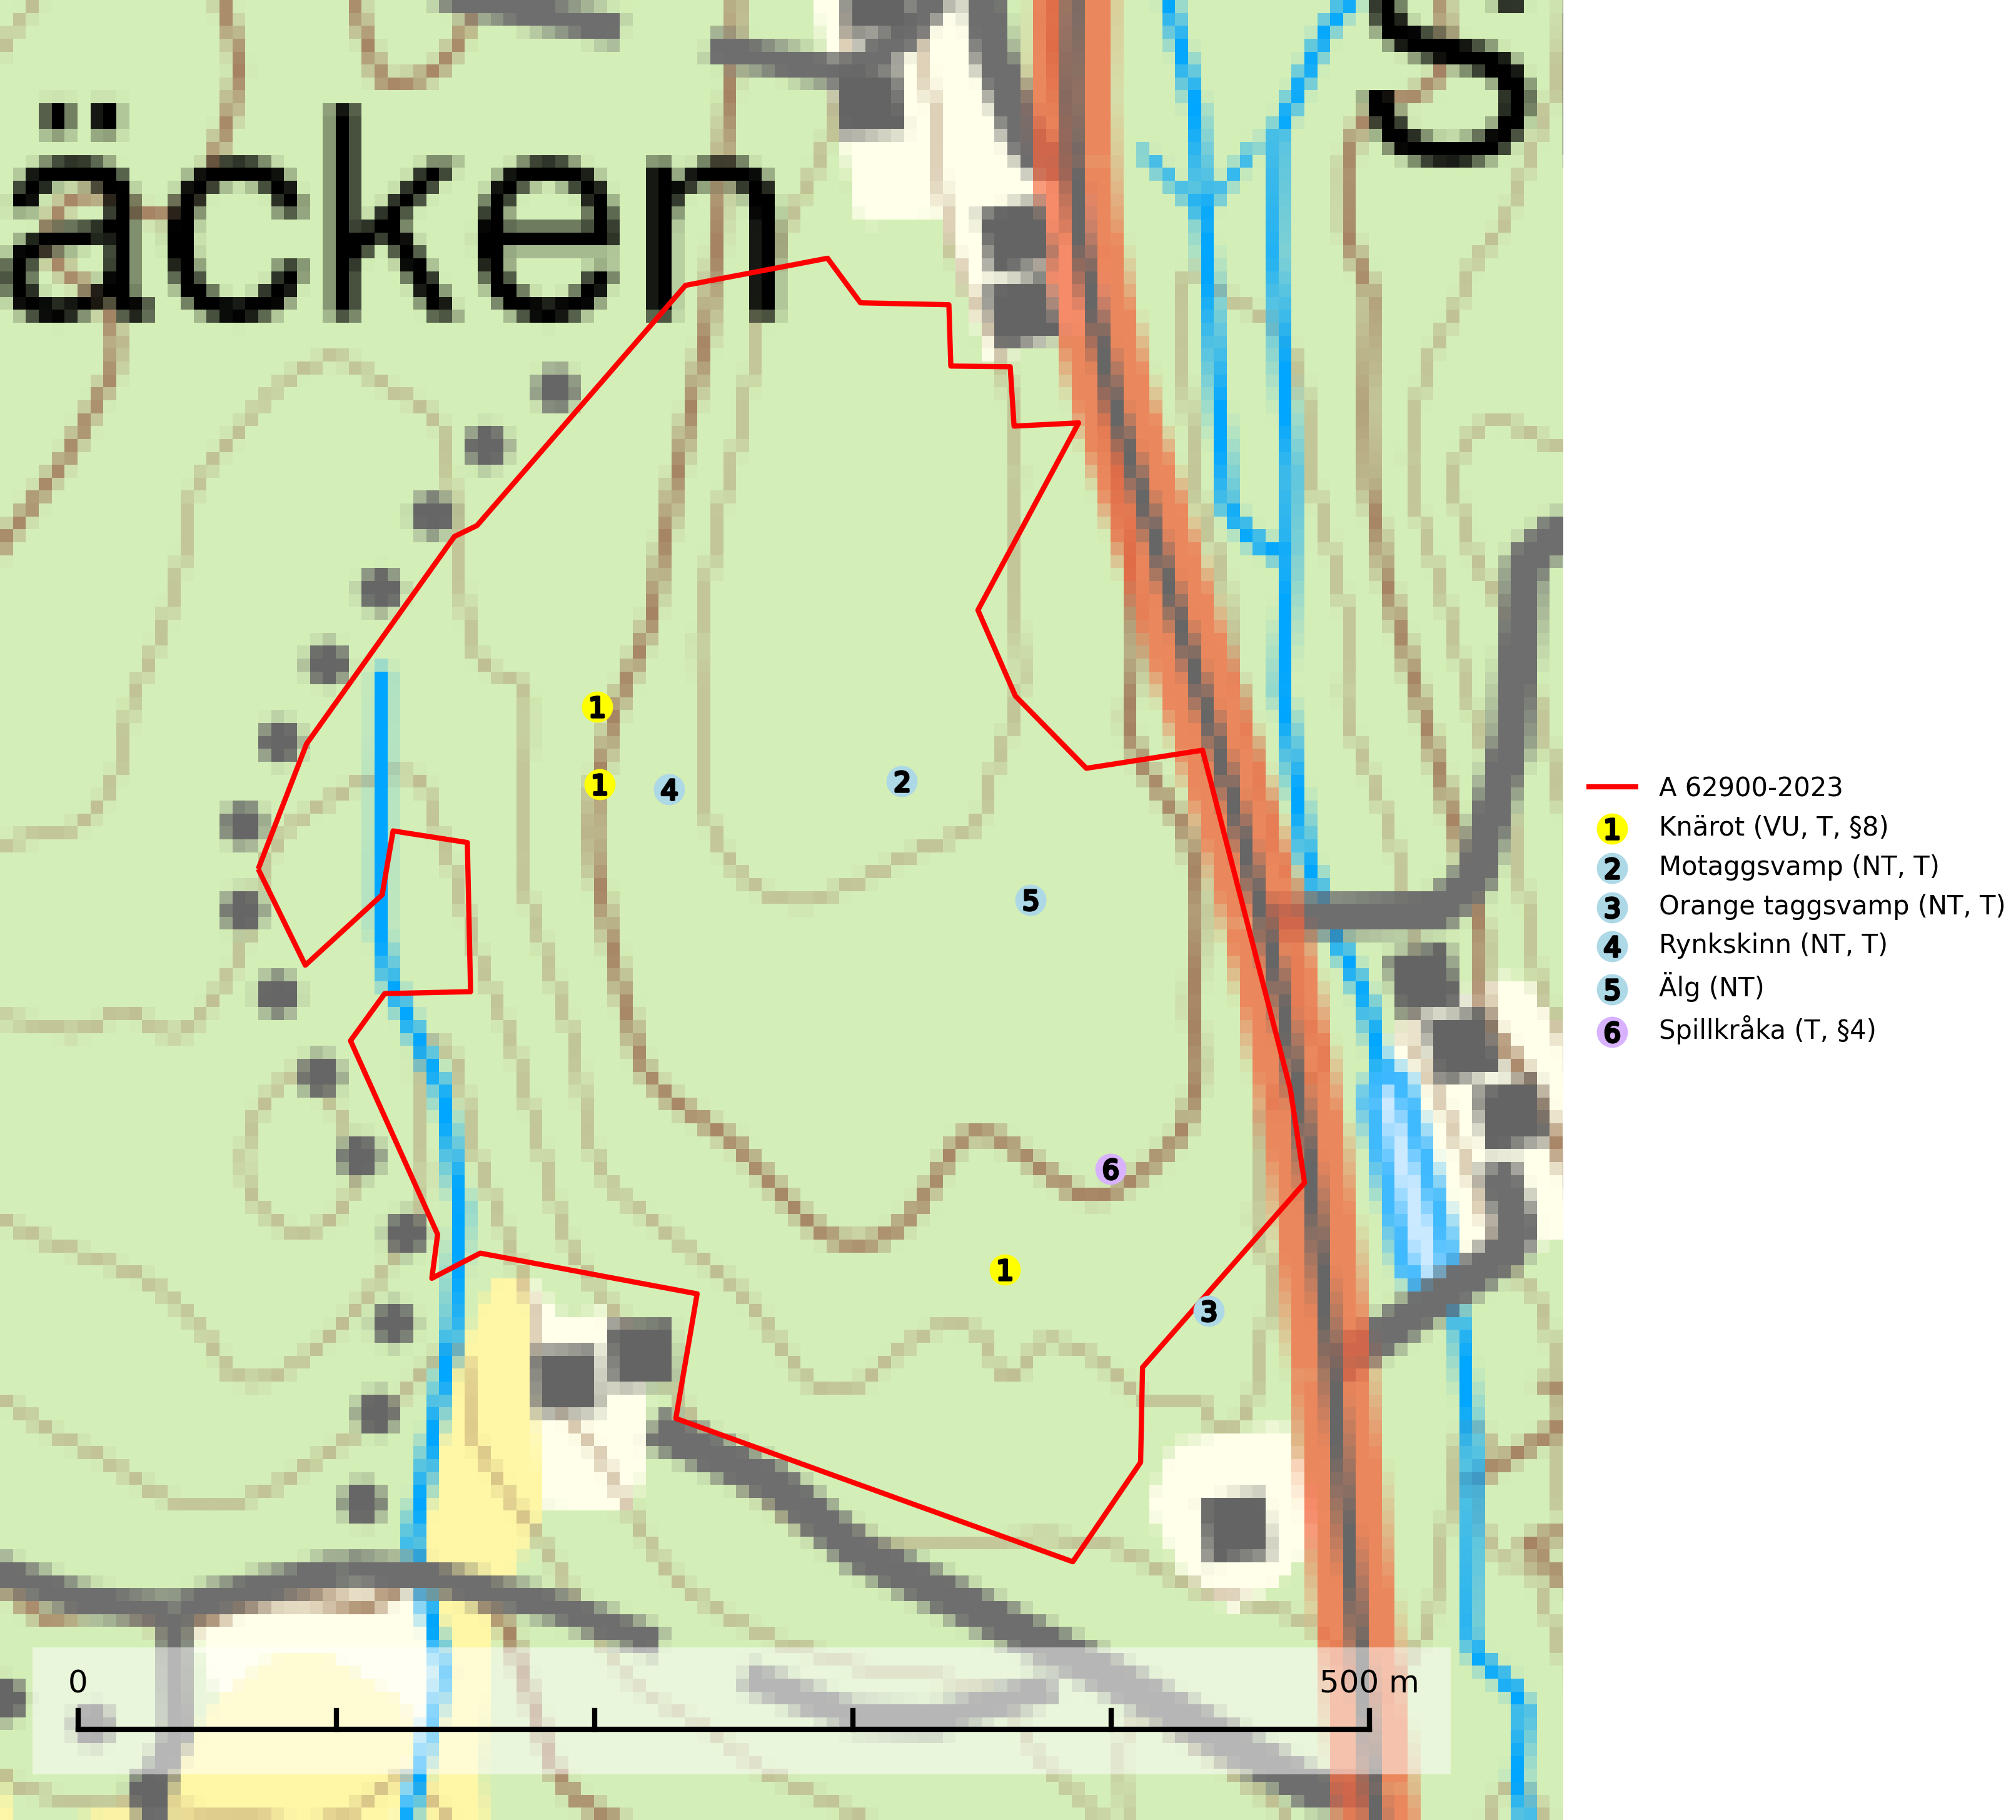 S
äcken
1
1
4
2
5
6
1
3
A 62900-2023
1 Knärot (VU, T, §8)
2 Motaggsvamp (NT, T)
3 Orange taggsvamp (NT, T)
4 Rynkskinn (NT, T)
5 Älg (NT)
6 Spillkråka (T, §4)
0 500 m